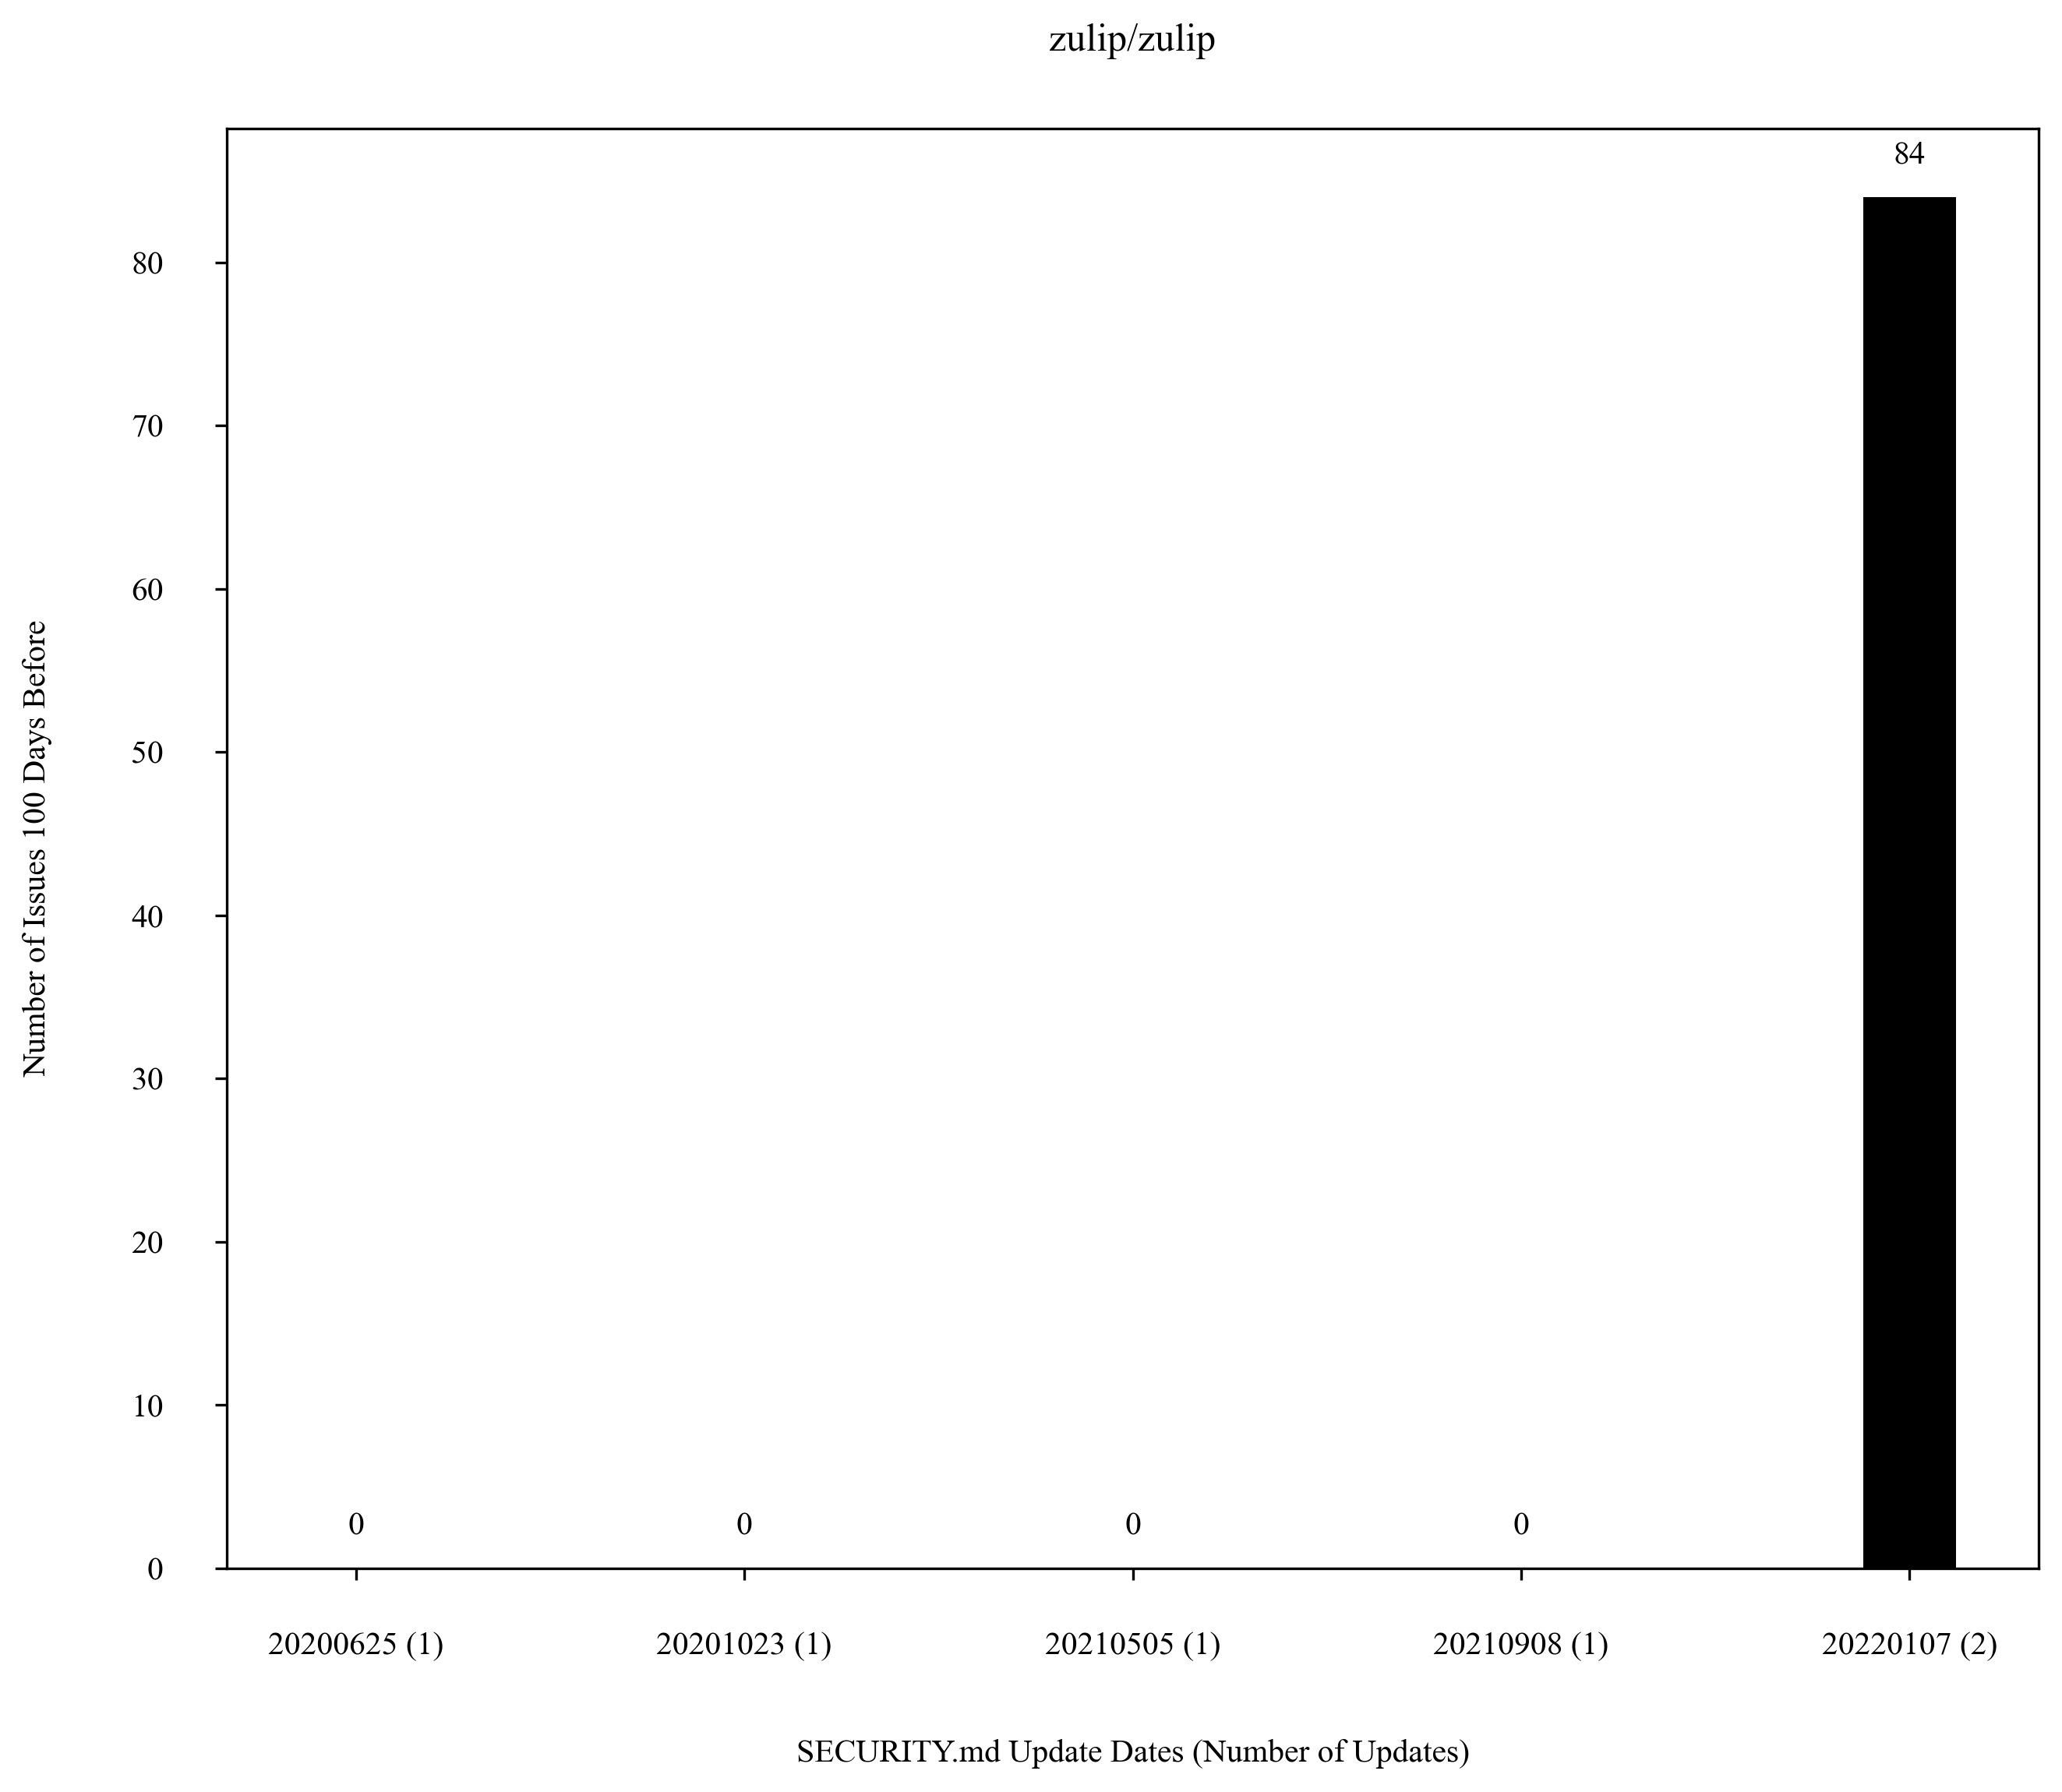 zulip/zulip
84
80
70
60
50
40
30
20
10
0
Number of Issues 100 Days Before
0 0 0 0
20200625 (1) 20201023 (1) 20210505 (1) 20210908 (1) 20220107 (2)
SECURITY.md Update Dates (Number of Updates)